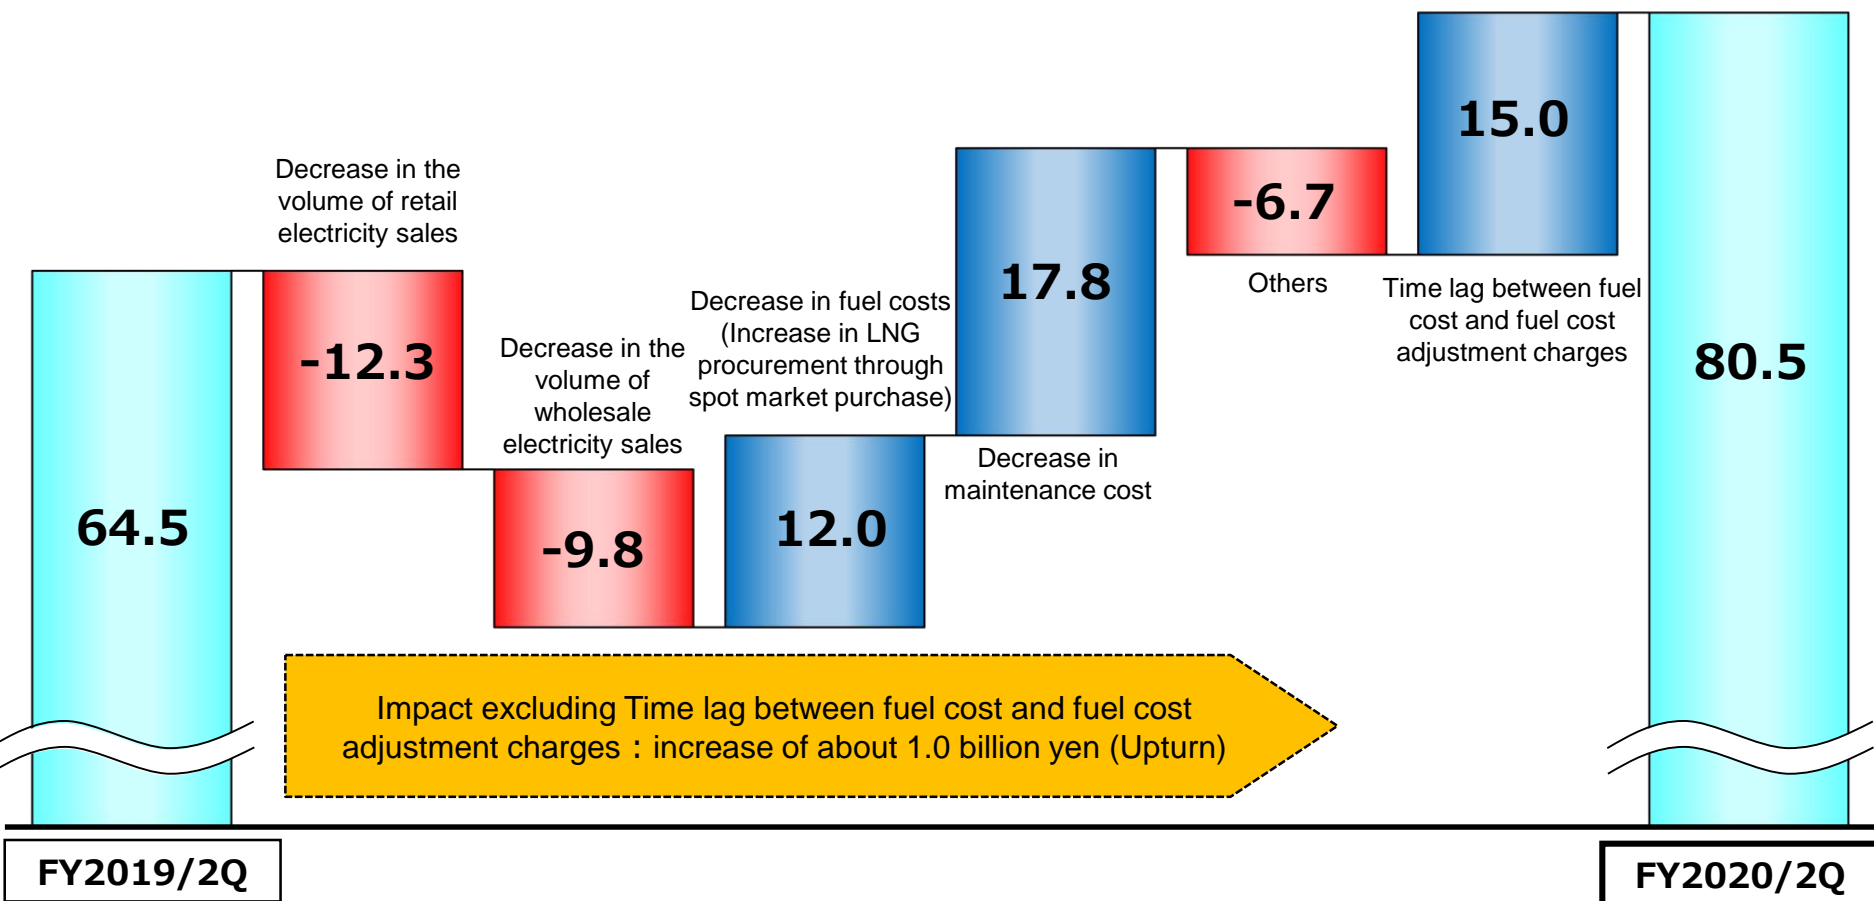 64.5
Decrease in the
volume of retail
electricity sales
-12.3
Decrease in the
volume of
wholesale
electricity sales
-9.8
Decrease in fuel costs
(Increase in LNG
procurement through
spot market purchase)
12.0
17.8
Decrease in
maintenance cost
-6.7
Others
15.0
Time lag between fuel
cost and fuel cost
adjustment charges
80.5
Impact excluding Time lag between fuel cost and fuel cost
adjustment charges：increase of about 1.0 billion yen (Upturn)
FY2019/2Q
FY2020/2Q